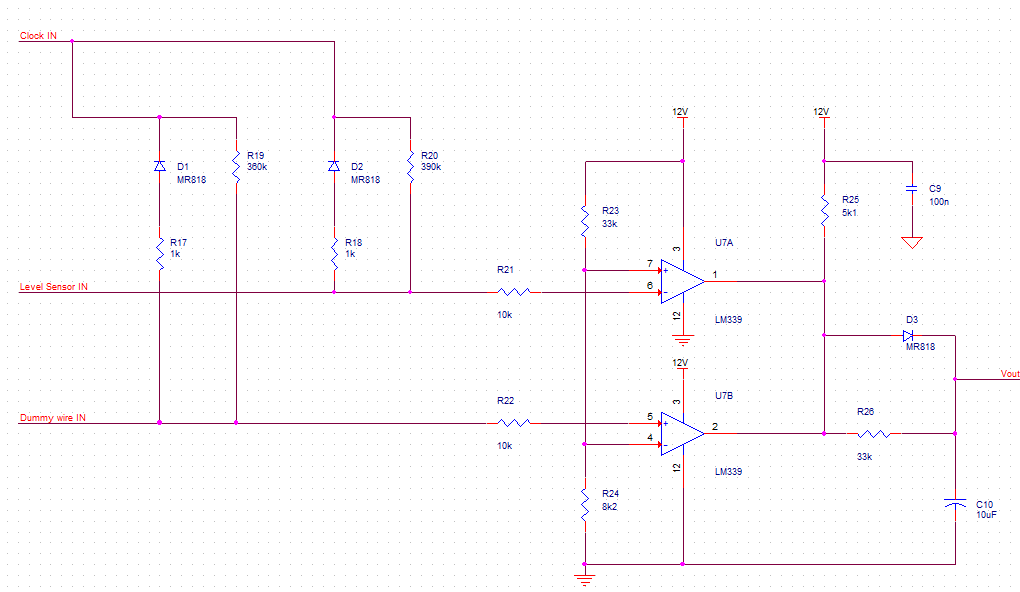 Clock IN
12V
12V
D1
MR818
R19
360k
D2
MR818
R20
390k
C9
100n
R23
33k
R25
5k1
R17
1k
R18
1k
3
U7A
7
+
6
-
1
12
LM339
Level Sensor IN
R21
10k
D3
MR818
12V
Vout
3
U7B
Dummy wire IN
R22
10k
5
+
4
-
2
12
LM339
R26
33k
R24
8k2
C10
10uF